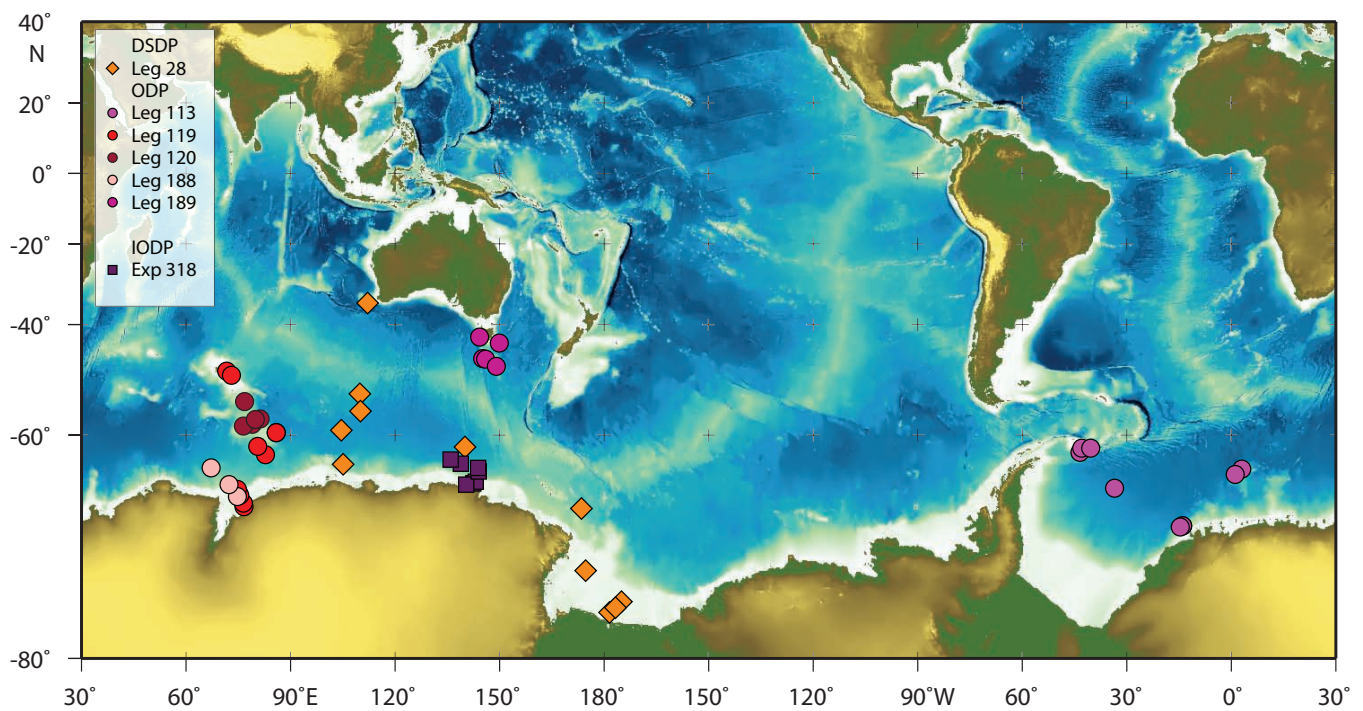 40˚
N
20˚
0˚
-20˚
-40˚
-60˚
-80˚
DSDP
Leg 28
ODP
Leg 113
Leg 119
Leg 120
Leg 188
Leg 189
IODP
Exp 318
30˚ 60˚ 90˚E 120˚ 150˚ 180˚ 150˚ 120˚ 90˚W 60˚ 30˚ 0˚ 30˚